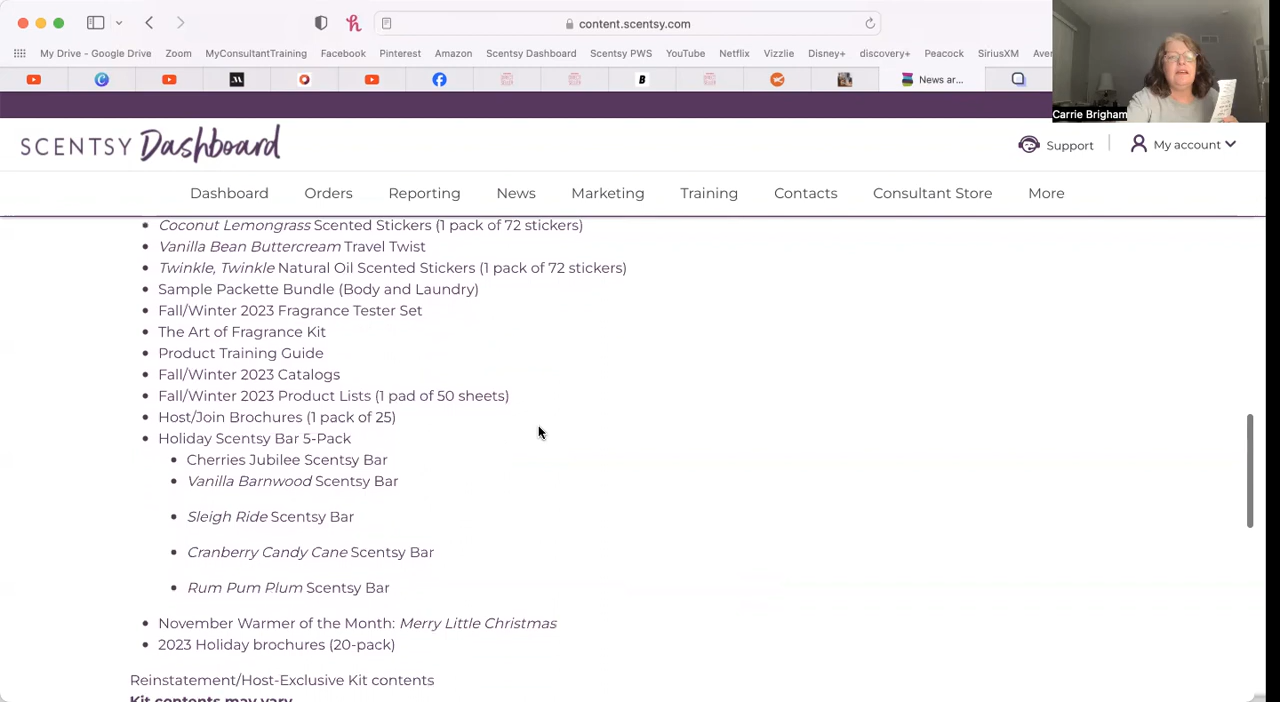 content.scentsy.com
My Drive - Google Drive Zoom MyConsultantTraining Facebook Pinterest Amazon Scentsy Dashboard Scentsy PWS YouTube Netflix Vizzlie Disney+ discovery+ Peacock SiriusXM
News ar...
Carrie Brigham
SCENTSY Dashboard
Support
My account
Dashboard Orders Reporting News Marketing Training Contacts Consultant Store More
Coconut Lemongrass Scented Stickers (1 pack of 72 stickers)
Vanilla Bean Buttercream Travel Twist
Twinkle, Twinkle Natural Oil Scented Stickers (1 pack of 72 stickers)
Sample Packette Bundle (Body and Laundry)
Fall/Winter 2023 Fragrance Tester Set
The Art of Fragrance Kit
Product Training Guide
Fall/Winter 2023 Catalogs
Fall/Winter 2023 Product Lists (1 pad of 50 sheets)
Host/Join Brochures (1 pack of 25)
Holiday Scentsy Bar 5-Pack
Cherries Jubilee Scentsy Bar
Vanilla Barnwood Scentsy Bar
Sleigh Ride Scentsy Bar
Cranberry Candy Cane Scentsy Bar
Rum Pum Plum Scentsy Bar
November Warmer of the Month: Merry Little Christmas
2023 Holiday brochures (20-pack)
Reinstatement/Host-Exclusive Kit contents
Kit contents may vary